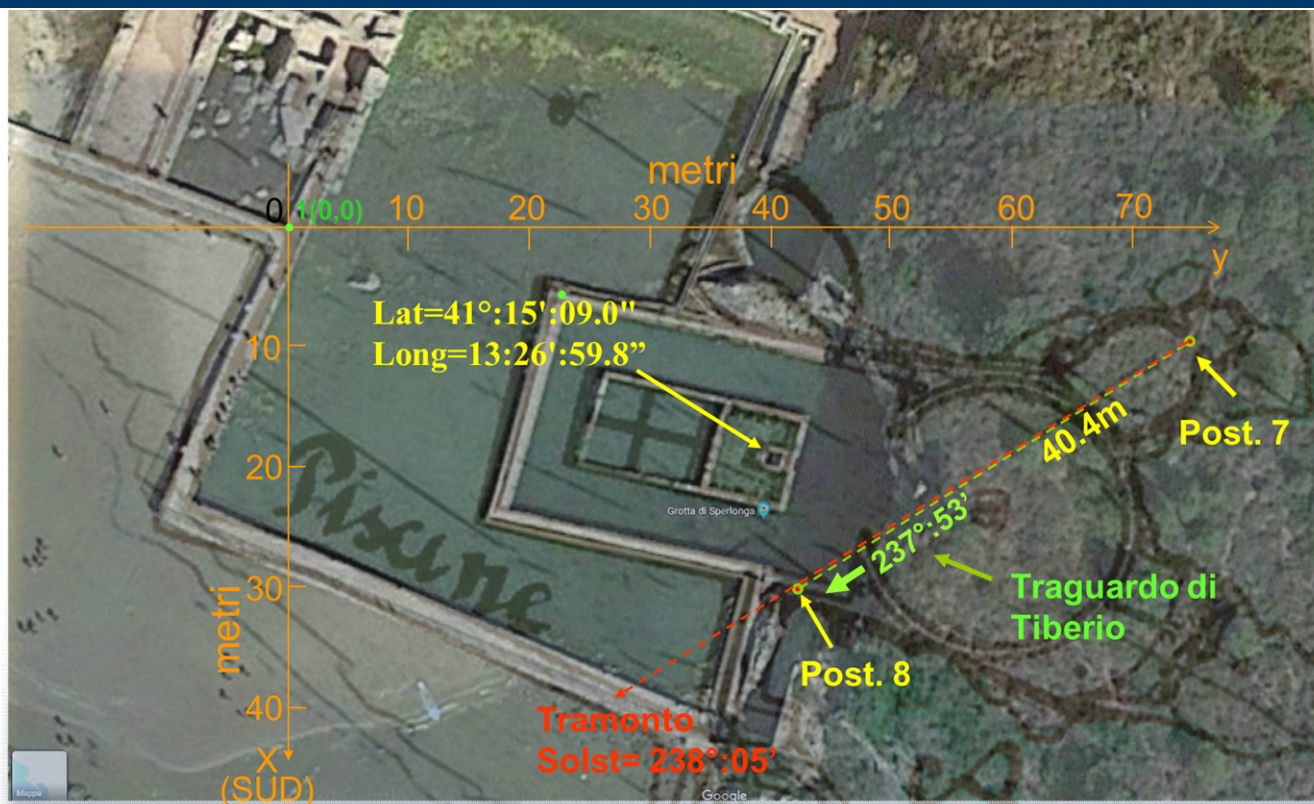 metri
0 1(0,0) 10 20 30 40 50 60 70
y
Lat=41°:15':09.0"
Long=13:26':59.8”
10
40.4m
Post. 7
20
Piscine
Grotta di Sperlonga
237°:53’
30
metri
Traguardo di
Tiberio
Post. 8
40
Tramonto
Solst= 238°:05’
X
(SUD)
Mappa
Google